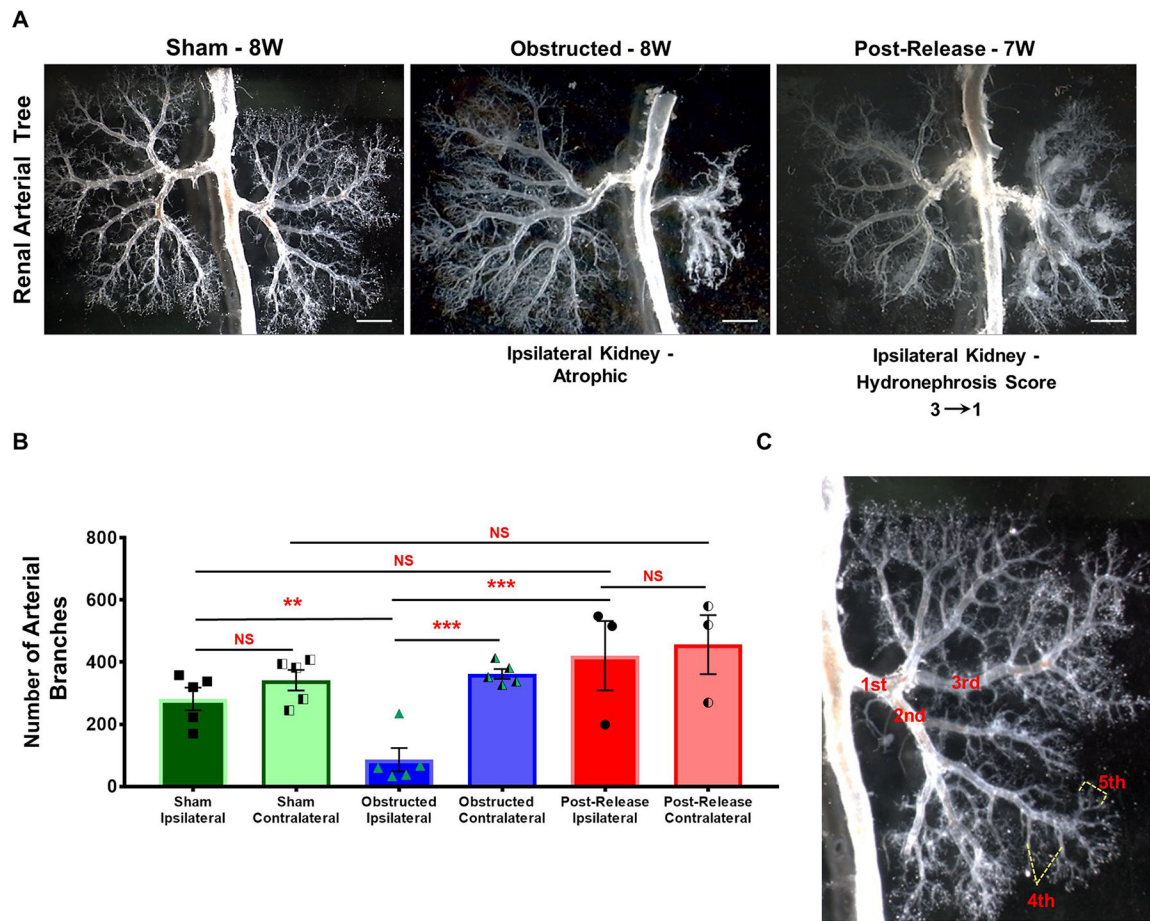 A
Sham - 8W
Obstructed - 8W
Post-Release - 7W
Renal Arterial Tree
Ipsilateral Kidney -
Atrophic
Ipsilateral Kidney -
Hydronephrosis Score
3 → 1
B
Number of Arterial
Branches
800
600
400
200
0
NS
NS
NS
***
**
***
NS
Sham
Ipsilateral
Sham
Contralateral
Obstructed
Ipsilateral
Obstructed
Contralateral
Post-Release
Ipsilateral
Post-Release
Contralateral
C
1st
2nd
3rd
4th
5th